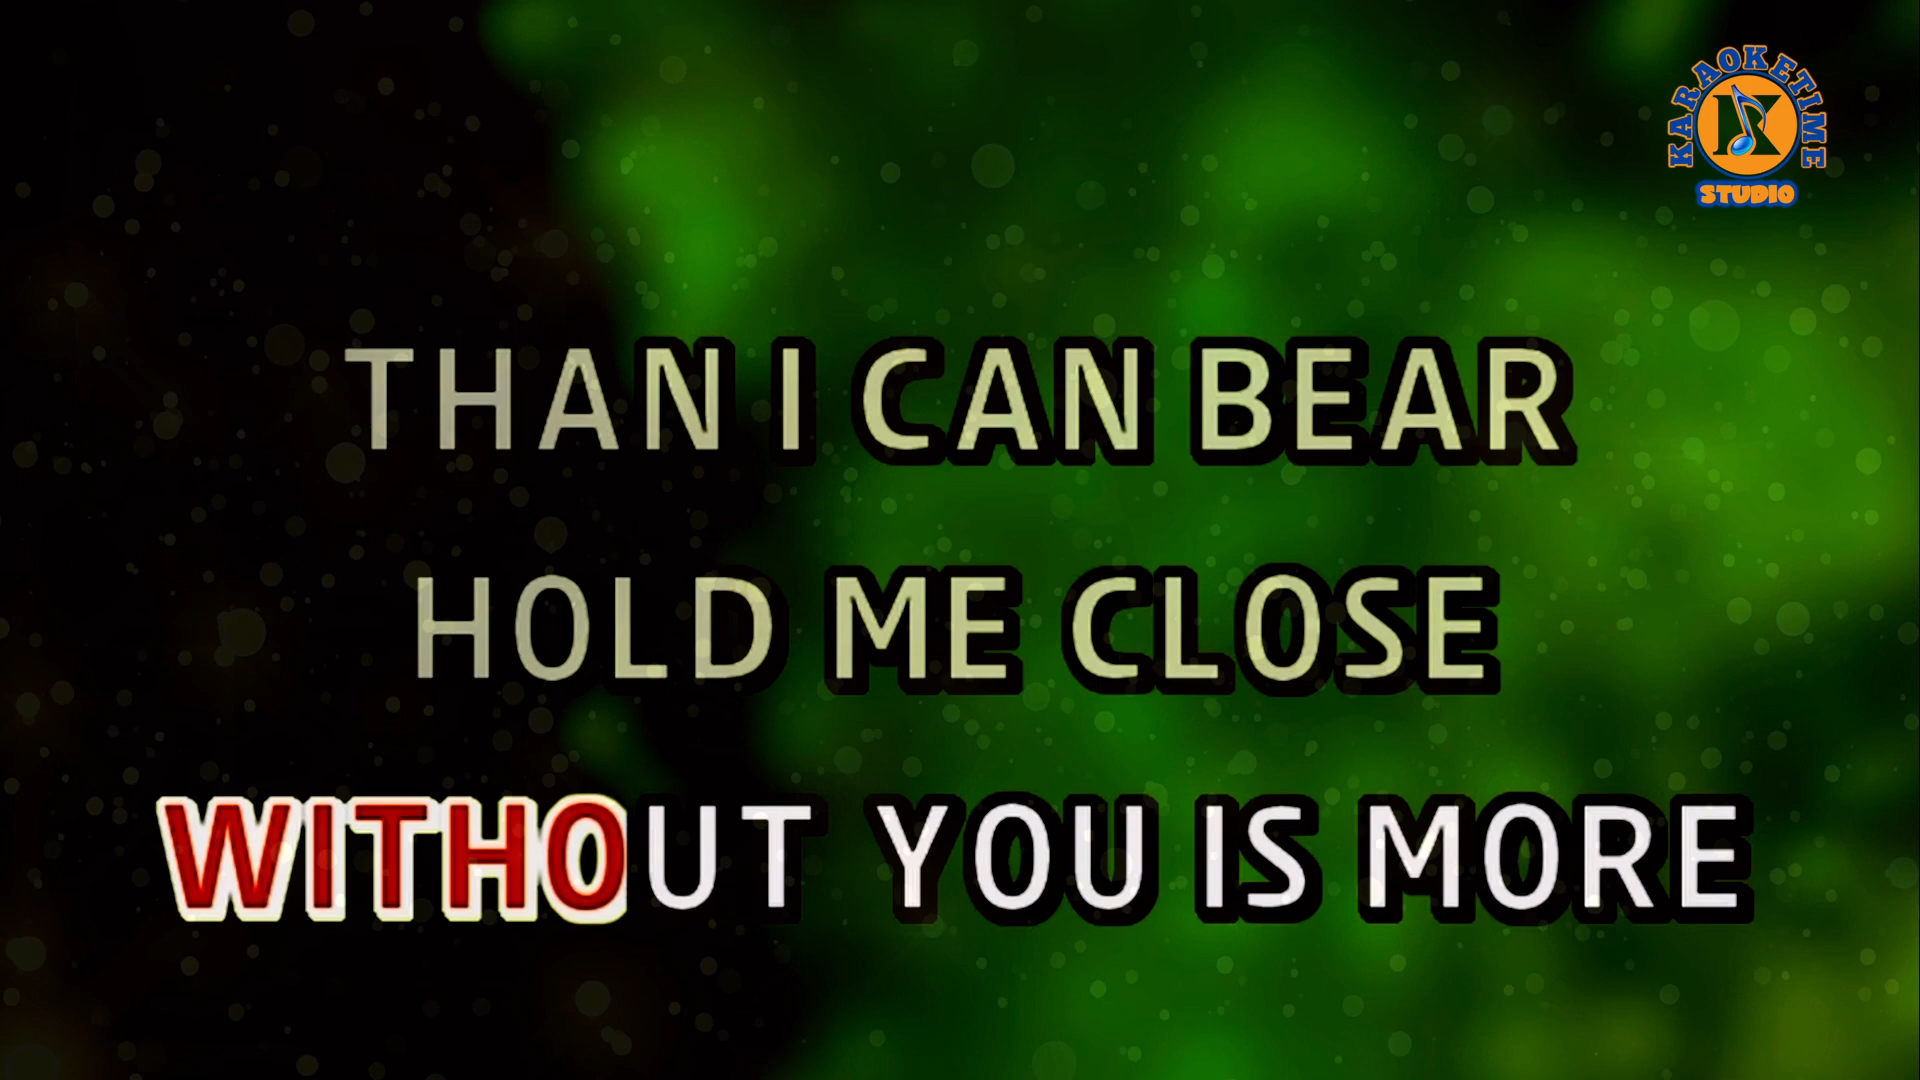 KARAOKETIME
STUDIO
THAN I CAN BEAR
HOLD ME CLOSE
WITHOUT YOU IS MORE